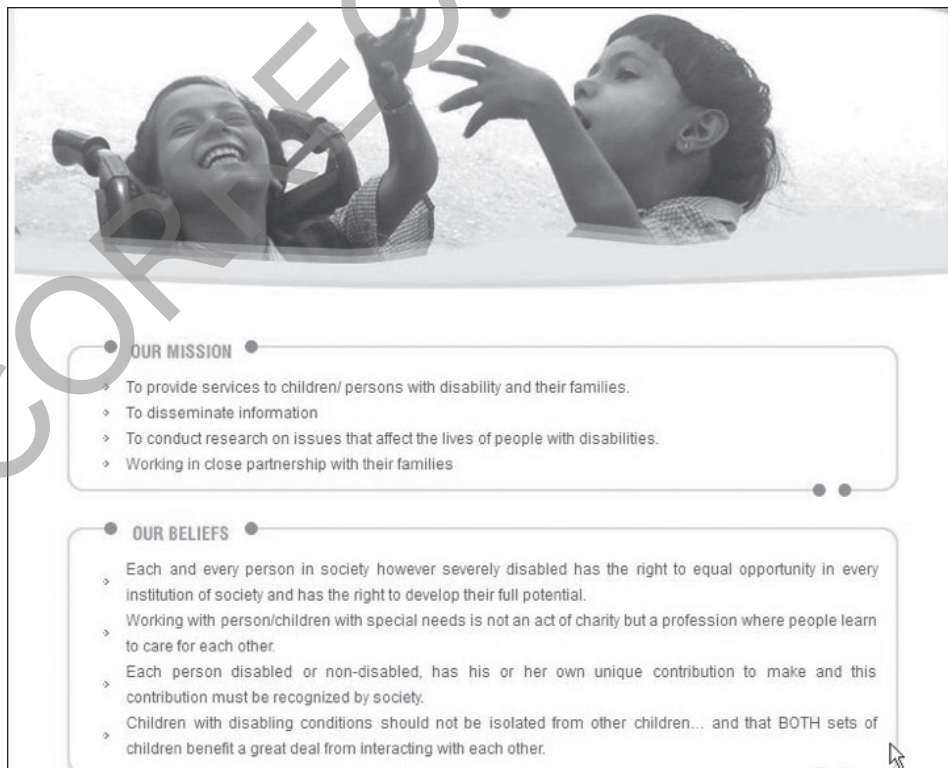 OUR MISSION
To provide services to children/ persons with disability and their families.
To disseminate information
To conduct research on issues that affect the lives of people with disabilities.
Working in close partnership with their families
OUR BELIEFS
Each and every person in society however severely disabled has the right to equal opportunity in every
institution of society and has the right to develop their full potential.
Working with person/children with special needs is not an act of charity but a profession where people learn
to care for each other.
Each person disabled or non-disabled, has his or her own unique contribution to make and this
contribution must be recognized by society.
Children with disabling conditions should not be isolated from other children... and that BOTH sets of
children benefit a great deal from interacting with each other.